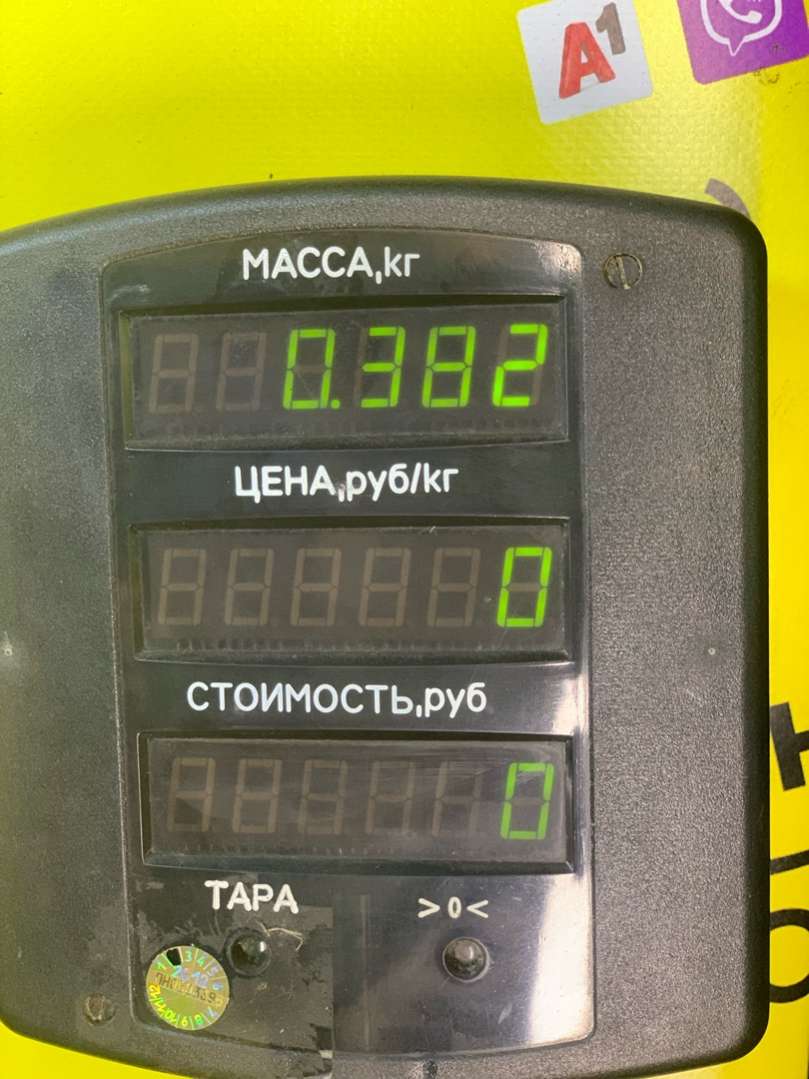 A1
МАССА,кг
0.382
ЦЕНА,руб/кг
0
СТОИМОСТЬ,руб
0
ТАРА
>0<